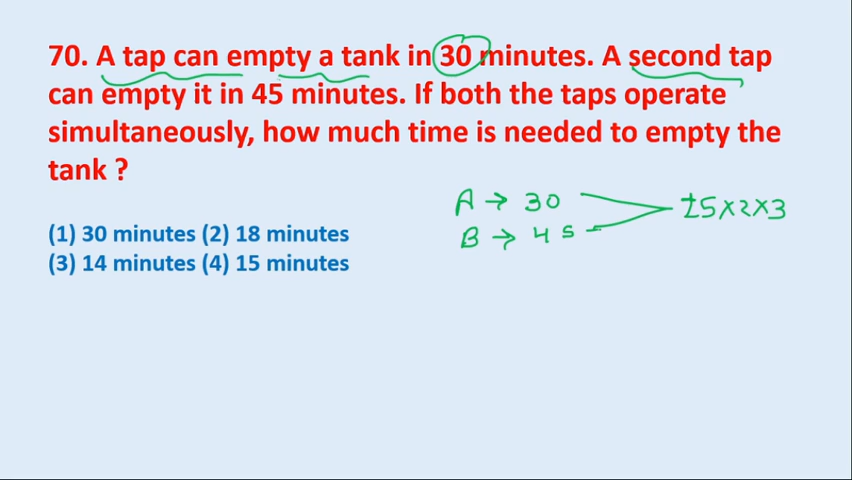 70. A tap can empty a tank in 30 minutes. A second tap
can empty it in 45 minutes. If both the taps operate
simultaneously, how much time is needed to empty the
tank ?
(1) 30 minutes (2) 18 minutes
(3) 14 minutes (4) 15 minutes
A → 30
B → 45
15×2×3